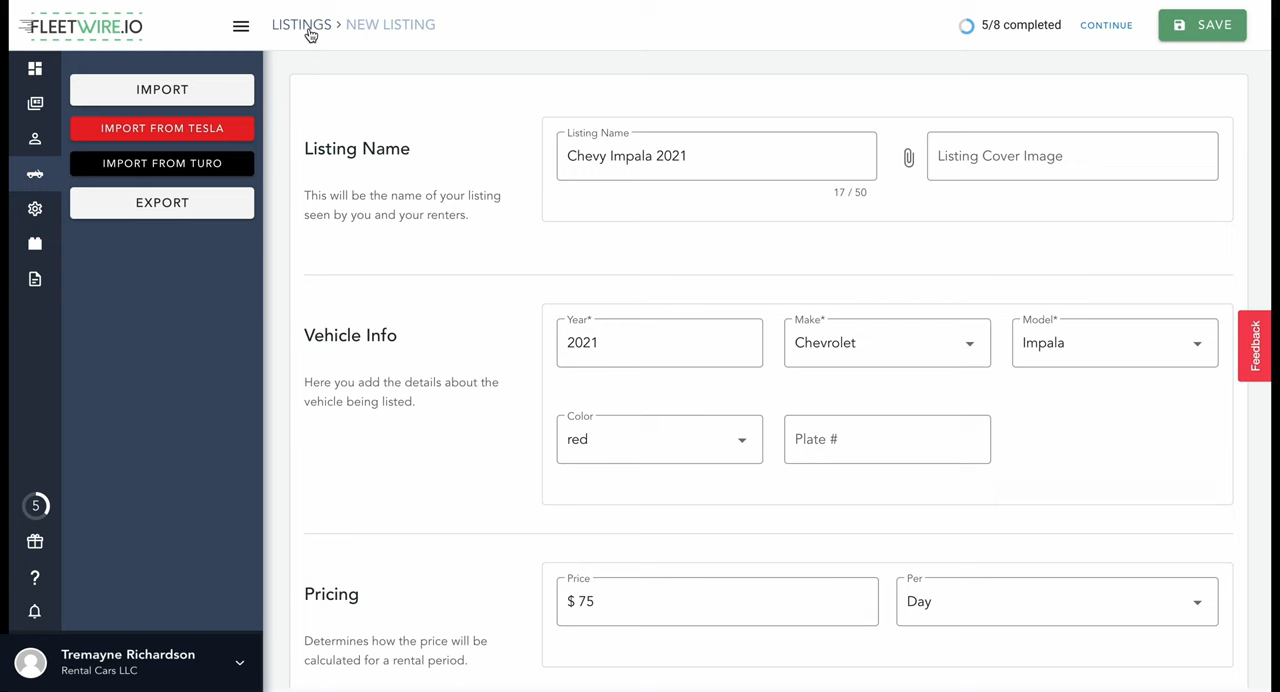 FLEETWIRE.IO
LISTINGS > NEW LISTING
5/8 completed
CONTINUE
SAVE
IMPORT
IMPORT FROM TESLA
IMPORT FROM TURO
EXPORT
Listing Name
This will be the name of your listing
seen by you and your renters.
Listing Name
Chevy Impala 2021
17 / 50
Listing Cover Image
Vehicle Info
Here you add the details about the
vehicle being listed.
Year*
2021
Make*
Chevrolet
Model*
Impala
Color
red
Plate #
Feedback
Pricing
Determines how the price will be
calculated for a rental period.
Price
$ 75
Per
Day
5
?
Tremayne Richardson
Rental Cars LLC